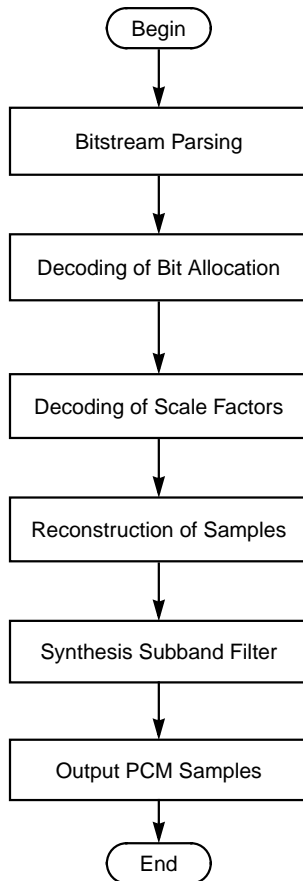 Begin
Bitstream Parsing
Decoding of Bit Allocation
Decoding of Scale Factors
Reconstruction of Samples
Synthesis Subband Filter
Output PCM Samples
End